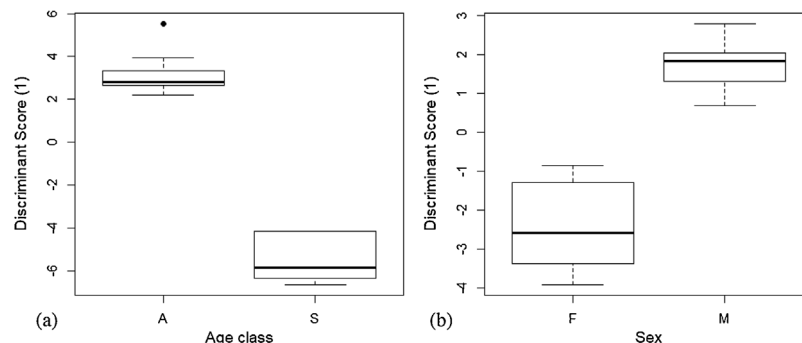 6
4
2
0
-2
-4
-6
Discriminant Score (1)
A
S
Age class
(a)
3
2
1
0
-1
-2
-3
-4
Discriminant Score (1)
F
M
Sex
(b)